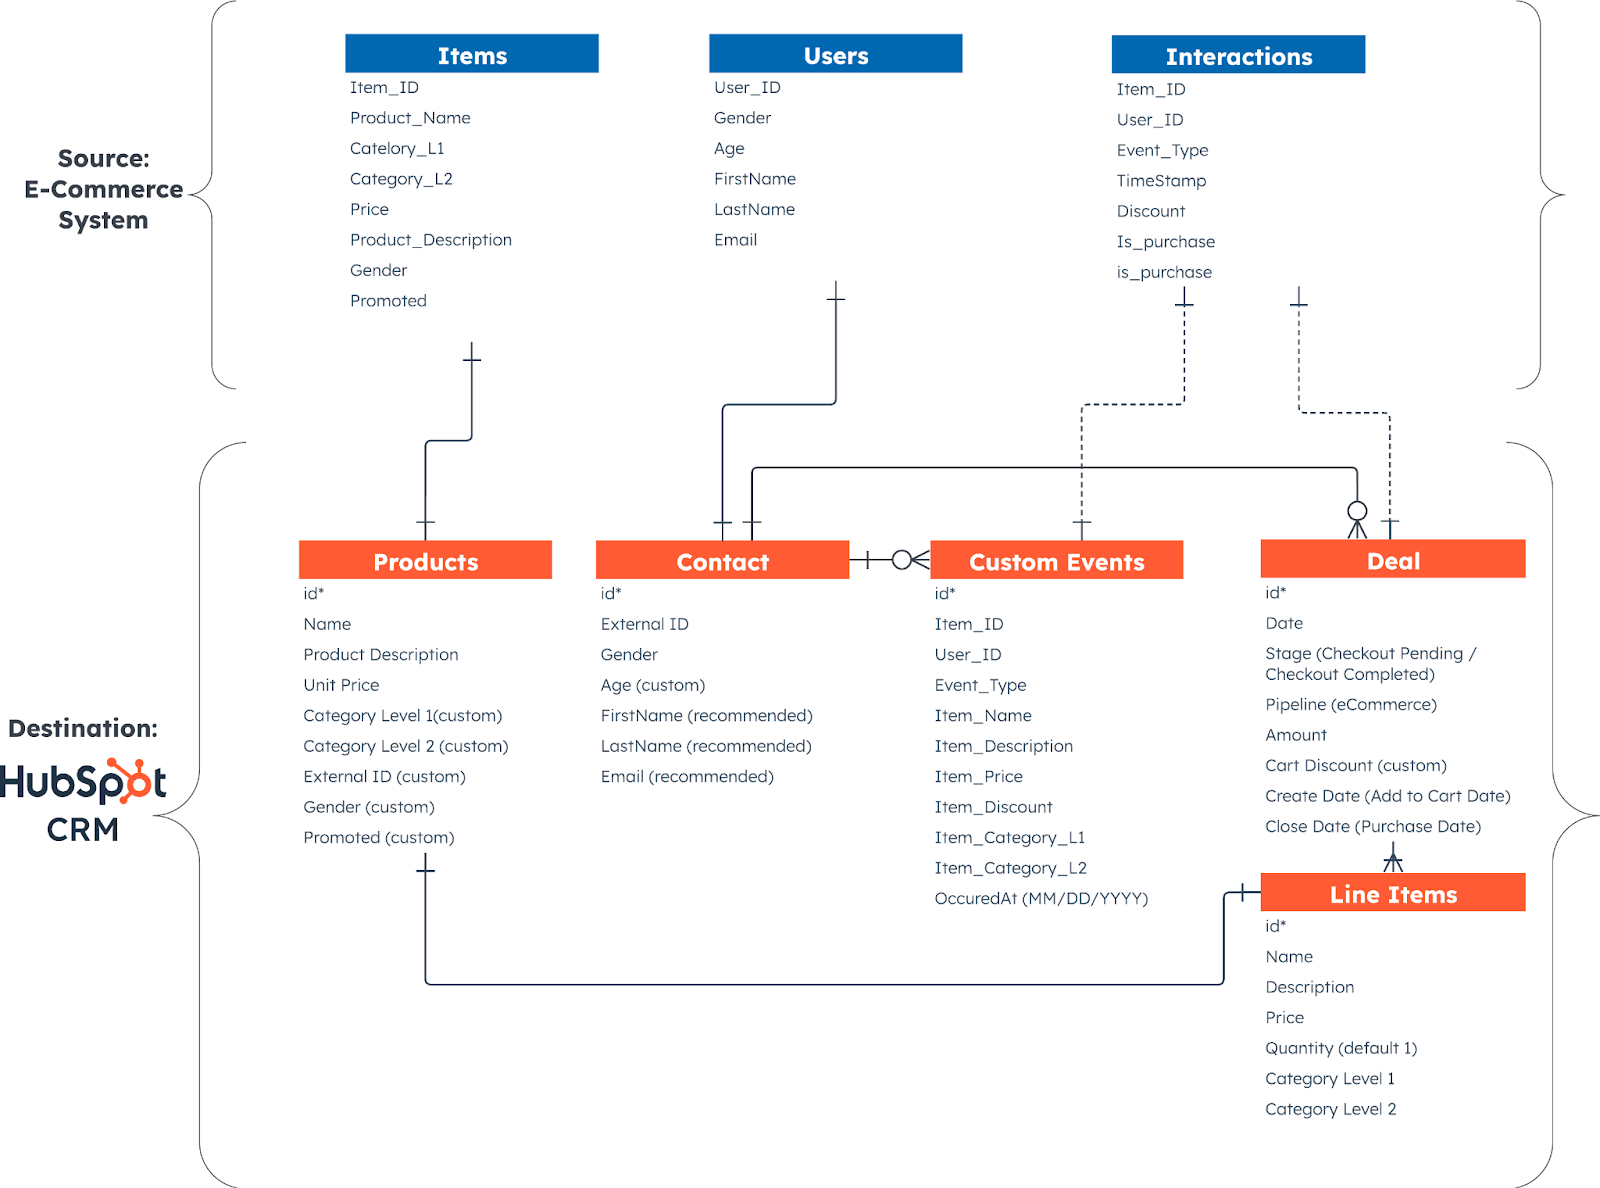 Source:
E-Commerce
System
Items
Item_ID
Product_Name
Catelory_L1
Category_L2
Price
Product_Description
Gender
Promoted
Users
User_ID
Gender
Age
FirstName
LastName
Email
Interactions
Item_ID
User_ID
Event_Type
TimeStamp
Discount
Is_purchase
is_purchase
Destination:
HubSpot
CRM
Products
id*
Name
Product Description
Unit Price
Category Level 1(custom)
Category Level 2 (custom)
External ID (custom)
Gender (custom)
Promoted (custom)
Contact
id*
External ID
Gender
Age (custom)
FirstName (recommended)
LastName (recommended)
Email (recommended)
Custom Events
id*
Item_ID
User_ID
Event_Type
Item_Name
Item_Description
Item_Price
Item_Discount
Item_Category_L1
Item_Category_L2
OccuredAt (MM/DD/YYYY)
Deal
id*
Date
Stage (Checkout Pending /
Checkout Completed)
Pipeline (eCommerce)
Amount
Cart Discount (custom)
Create Date (Add to Cart Date)
Close Date (Purchase Date)
Line Items
id*
Name
Description
Price
Quantity (default 1)
Category Level 1
Category Level 2